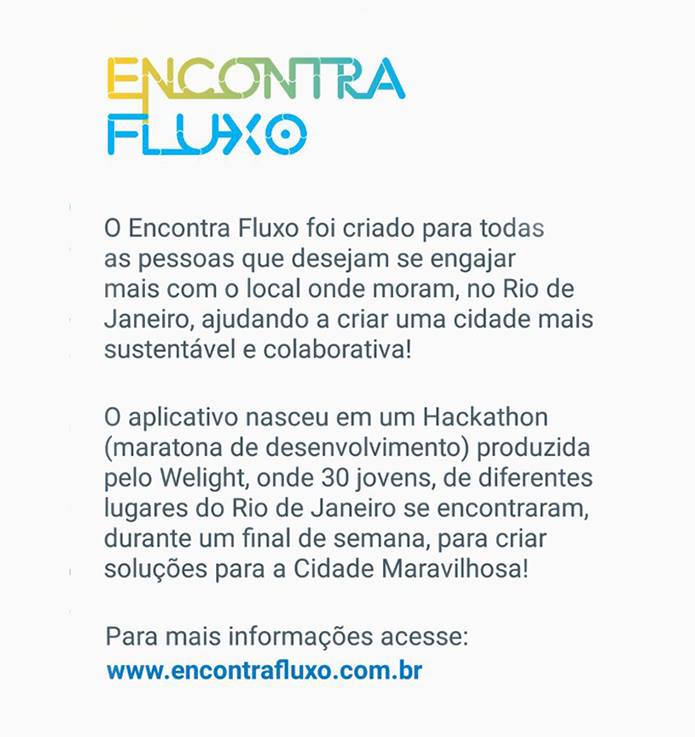 ENCONTRA
FLUXO
O Encontra Fluxo foi criado para todas
as pessoas que desejam se engajar
mais com o local onde moram, no Rio de
Janeiro, ajudando a criar uma cidade mais
sustentável e colaborativa!
O aplicativo nasceu em um Hackathon
(maratona de desenvolvimento) produzida
pelo Welight, onde 30 jovens, de diferentes
lugares do Rio de Janeiro se encontraram,
durante um final de semana, para criar
soluções para a Cidade Maravilhosa!
Para mais informações acesse:
www.encontrafluxo.com.br